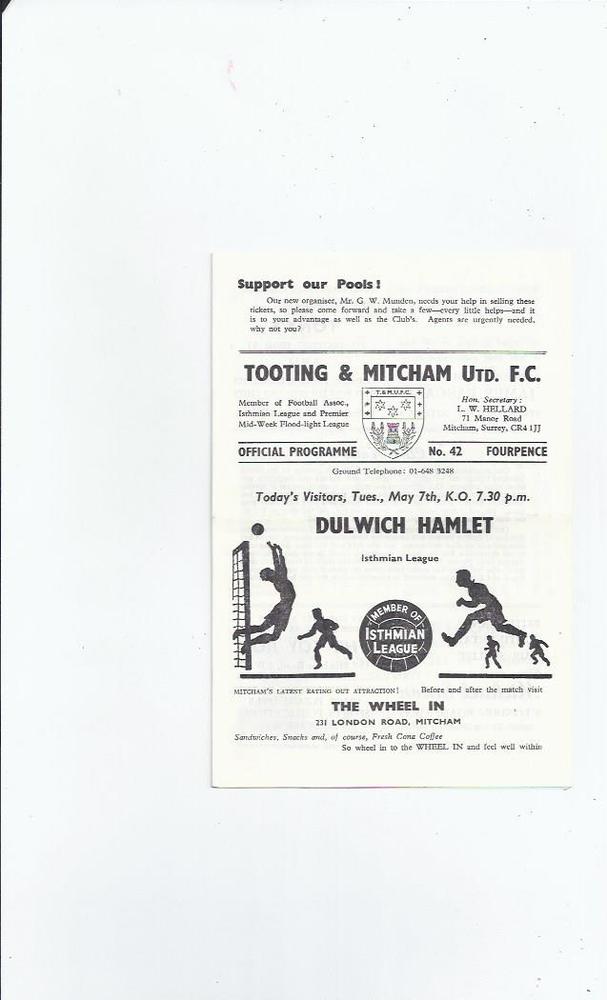 Support our Pools!
Our new organiser, Mr. G. W. Munden, needs your help in selling these
tickets, so please come forward and take a few—every little helps—and it
is to your advantage as well as the Club's. Agents are urgently needed,
why not you?
TOOTING & MITCHAM UTD. F.C.
Member of Football Assoc.,
Isthmian League and Premier
Mid-Week Flood-light League
T. & M.U.F.C.
Hon. Secretary:
L. W. HELLARD
71 Manor Road
Mitcham, Surrey, CR4 1JJ
OFFICIAL PROGRAMME No. 42 FOURPENCE
Ground Telephone: 01-648 3248
Today's Visitors, Tues., May 7th, K.O. 7.30 p.m.
DULWICH HAMLET
Isthmian League
MEMBER OF
ISTHMIAN
LEAGUE
MITCHAM'S LATEST EATING OUT ATTRACTION! Before and after the match visit
THE WHEEL IN
231 LONDON ROAD, MITCHAM
Sandwiches, Snacks and, of course, Fresh Cona Coffee
So wheel in to the WHEEL IN and feel well within